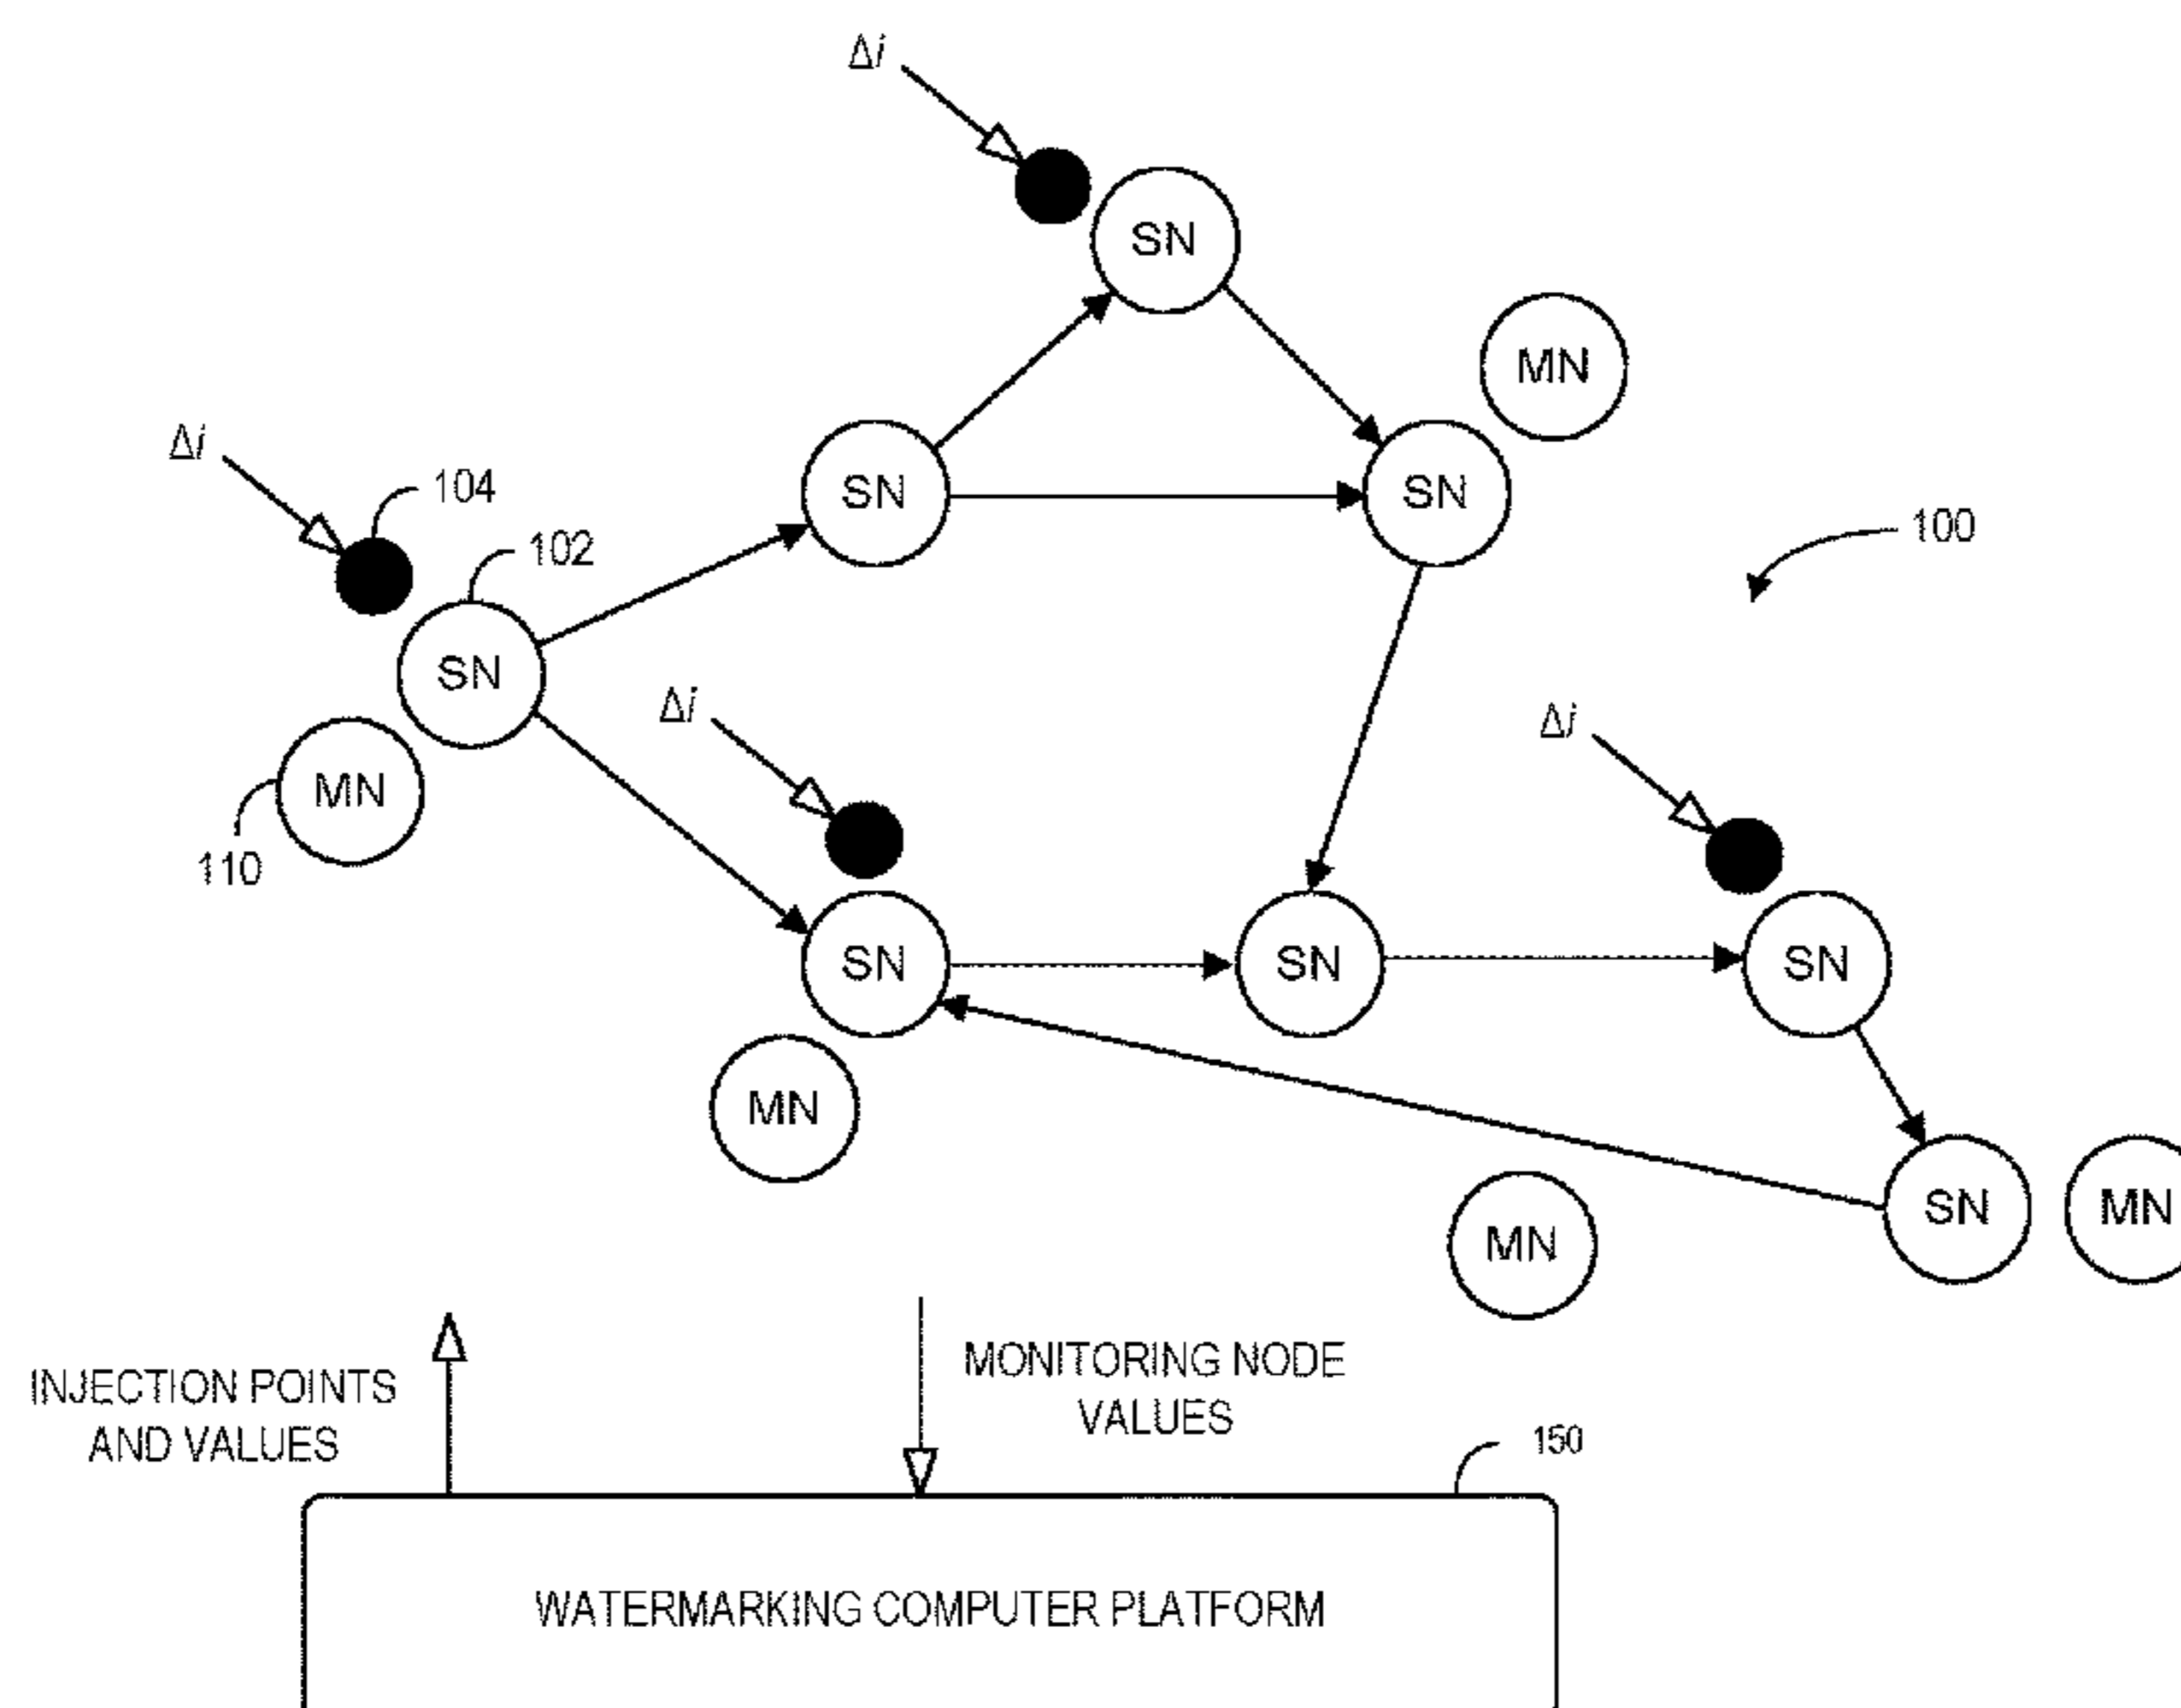 Δi
SN
MN
Δi
104
SN
SN
100
102
SN
Δi
Δi
MN
110
SN
SN
SN
MN
SN
MN
MN
INJECTION POINTS
AND VALUES
MONITORING NODE
VALUES
150
WATERMARKING COMPUTER PLATFORM